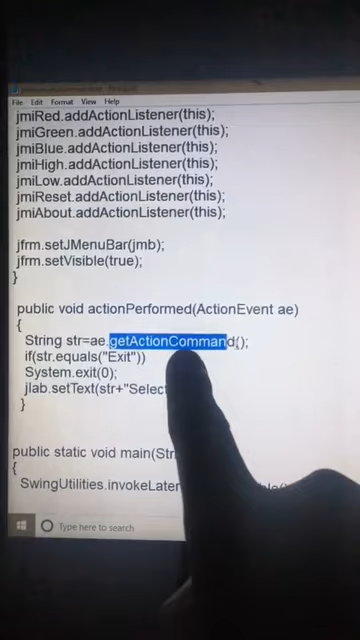 File Edit Format View Help
jmiRed.addActionListener(this);
jmiGreen.addActionListener(this);
jmiBlue.addActionListener(this);
jmiHigh.addActionListener(this);
jmiLow.addActionListener(this);
jmiReset.addActionListener(this);
jmiAbout.addActionListener(this);
jfrm.setJMenuBar(jmb);
jfrm.setVisible(true);
}
public void actionPerformed(ActionEvent ae)
{
String str=ae.getActionCommand();
if(str.equals("Exit"))
System.exit(0);
jlab.setText(str+"Selec
}
public static void main(Str
{
SwingUtilities.invokeLater
Type here to search